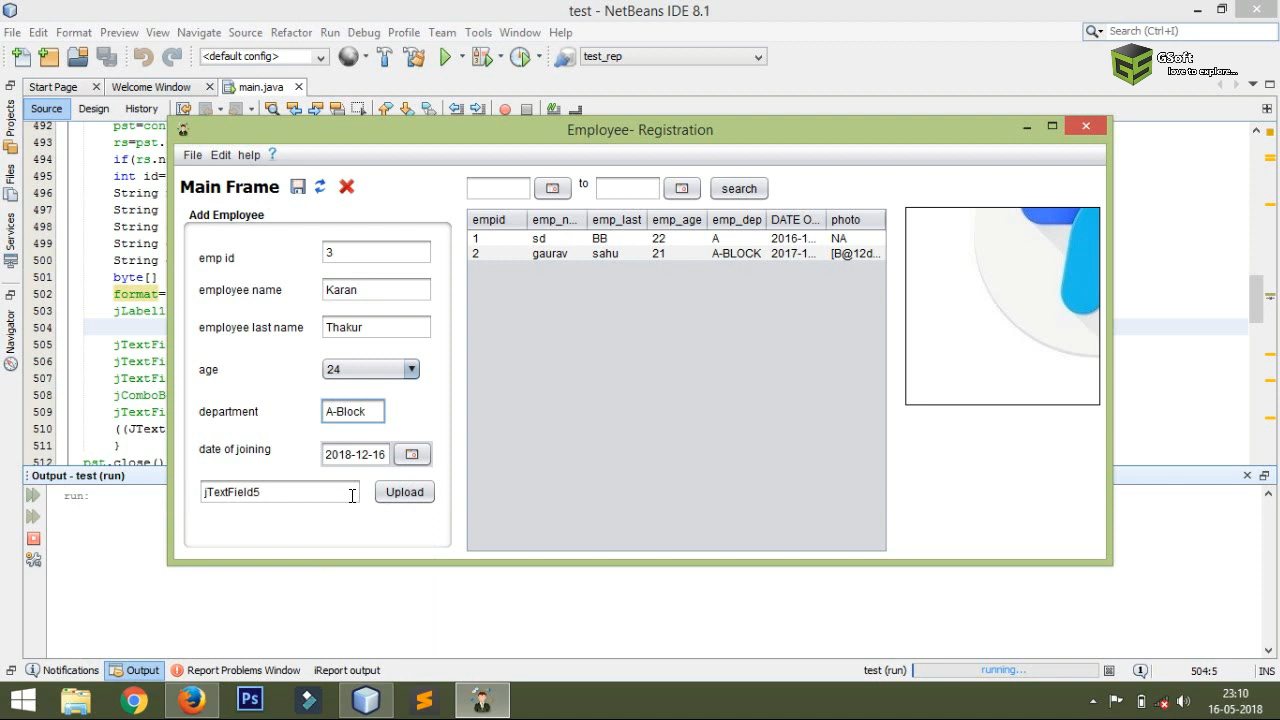 test - NetBeans IDE 8.1
File Edit Format Preview View Navigate Source Refactor Run Debug Profile Team Tools Window Help
Search (Ctrl+I)
<default config>
test_rep
GSoft
love to explore...
Start Page
Welcome Window
main.java
Source Design History
Projects
Files
Services
Navigator
492 pst=con
493 rs=pst.
494 if(rs.n
495 int id=
496 String
497 String
498 String
499 String
500 String
501 byte[]
502 format=
503 jLabel1
504
505 jTextFi
506 jTextFi
507 jTextFi
508 jComboB
509 jTextFi
510 ((JText
511 }
512 pst.close()
Employee- Registration
File Edit help ?
Main Frame
to
search
Add Employee
emp id 3
employee name Karan
employee last name Thakur
age 24
department A-Block
date of joining 2018-12-16
jTextField5 Upload
empid emp_n... emp_last emp_age emp_dep DATE O... photo
1 sd BB 22 A 2016-1... NA
2 gaurav sahu 21 A-BLOCK 2017-1... [B@12d...
Output - test (run)
run:
Notifications Output Report Problems Window iReport output
test (run) running...
504:5 INS
Ps
23:10
16-05-2018